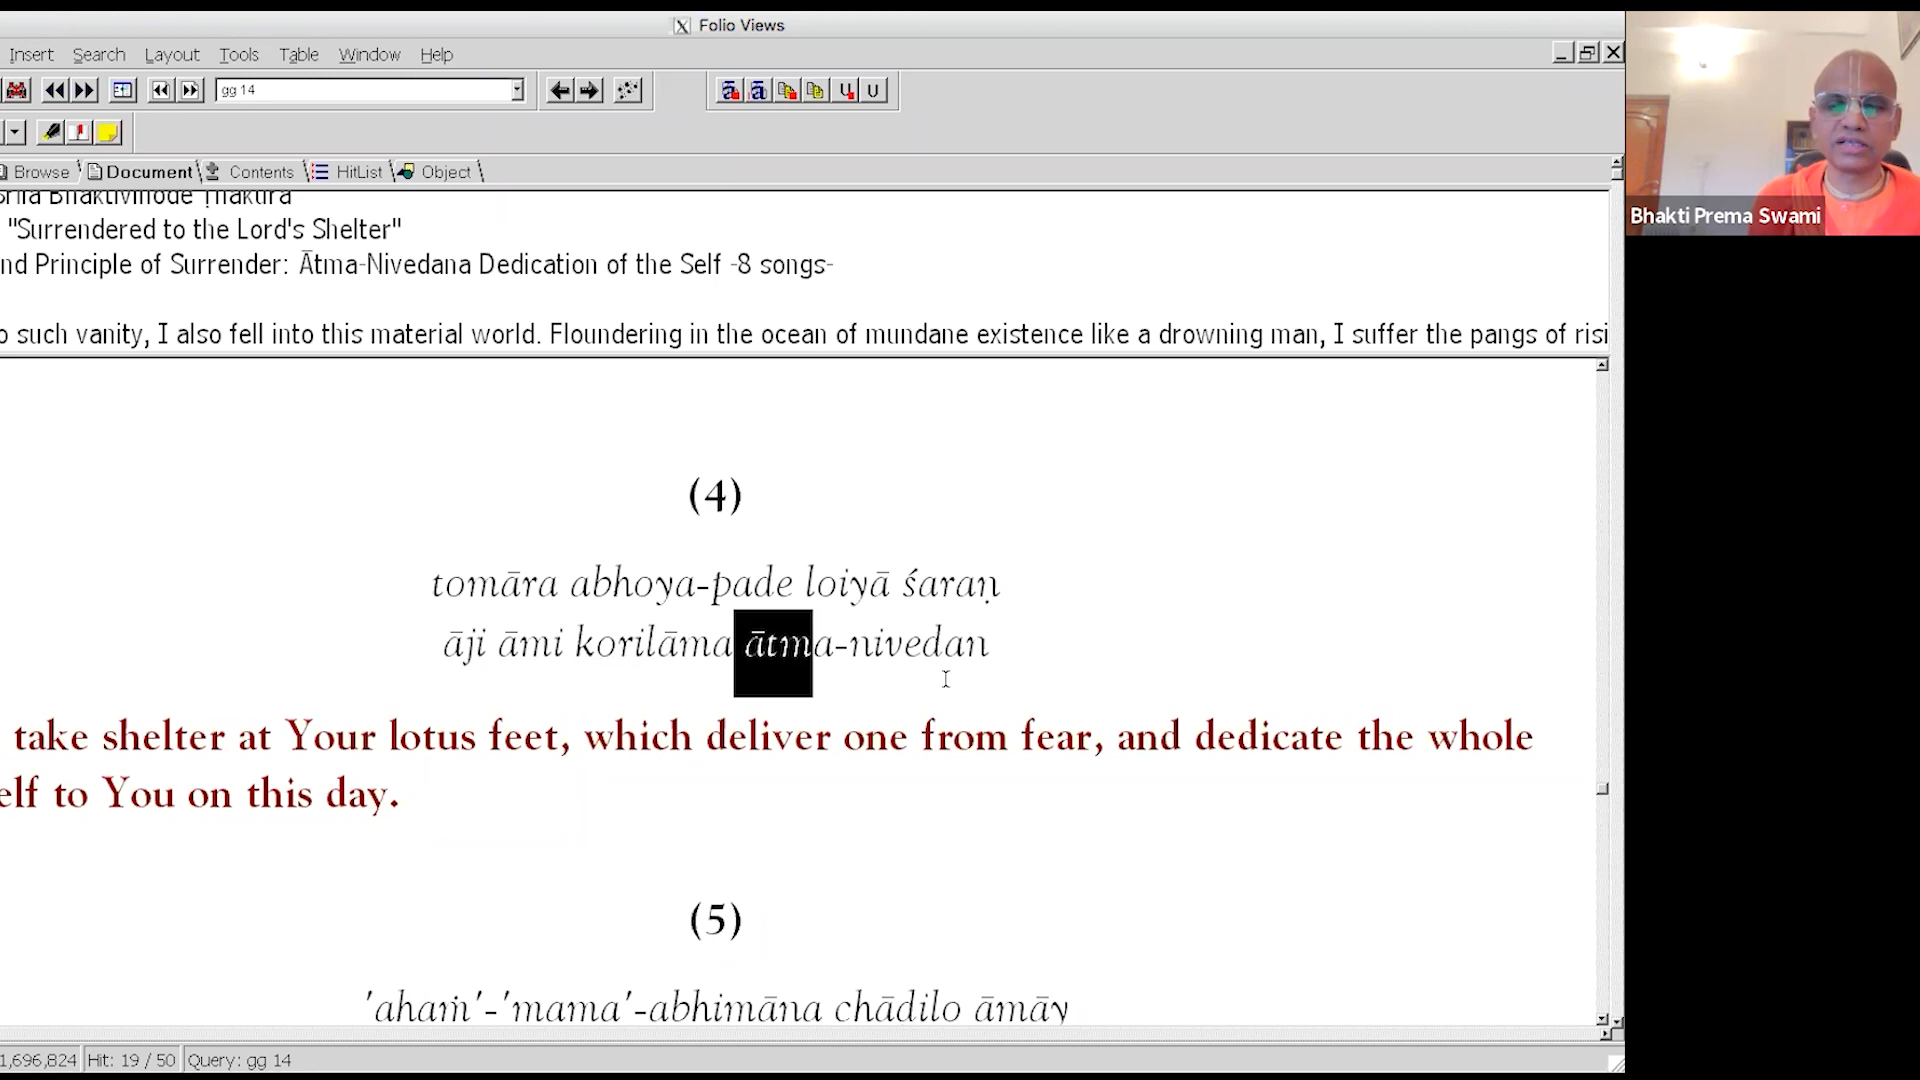 Folio Views
Insert Search Layout Tools Table Window Help
gg 14
Browse Document Contents HitList Object
Bhaktivinode Ṭhākura
"Surrendered to the Lord's Shelter"
Principle of Surrender: Ātma-Nivedana Dedication of the Self -8 songs-
such vanity, I also fell into this material world. Floundering in the ocean of mundane existence like a drowning man, I suffer the pangs of
(4)
tomāra abhoya-pade loiyā śaraṇ
āji āmi korilāma ātma-nivedan
take shelter at Your lotus feet, which deliver one from fear, and dedicate the whole
to You on this day.
(5)
'ahaṁ'-'mama'-abhimāna chāḍilo āmāy
1,696,824 Hit: 19 / 50 Query: gg 14
Bhakti Prema Swami